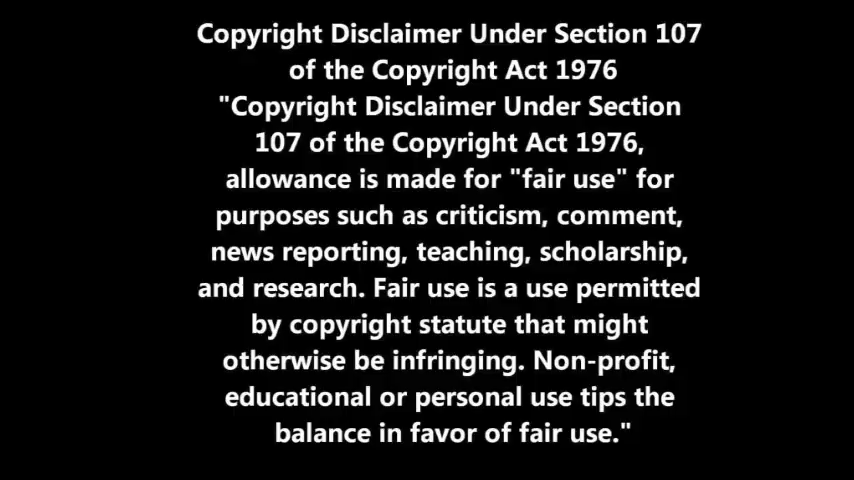 Copyright Disclaimer Under Section 107
of the Copyright Act 1976
"Copyright Disclaimer Under Section
107 of the Copyright Act 1976,
allowance is made for "fair use" for
purposes such as criticism, comment,
news reporting, teaching, scholarship,
and research. Fair use is a use permitted
by copyright statute that might
otherwise be infringing. Non-profit,
educational or personal use tips the
balance in favor of fair use."